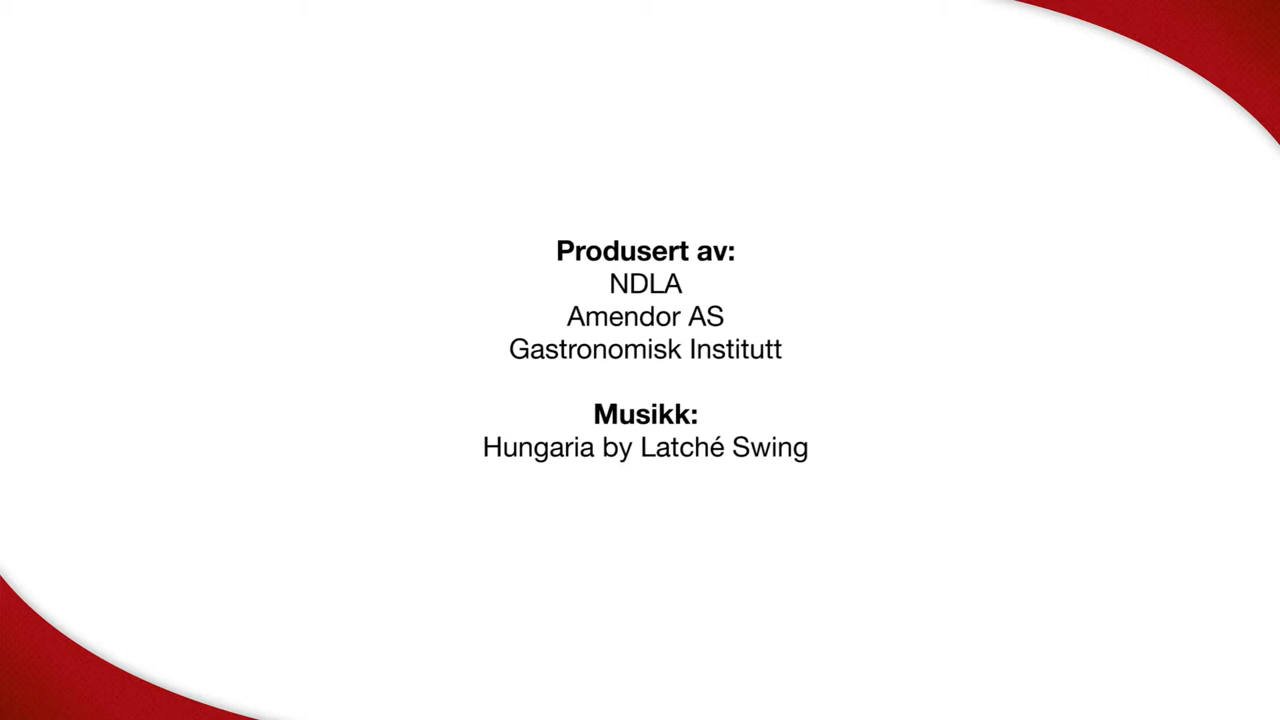 Produsert av:
NDLA
Amendor AS
Gastronomisk Institutt
Musikk:
Hungaria by Latché Swing